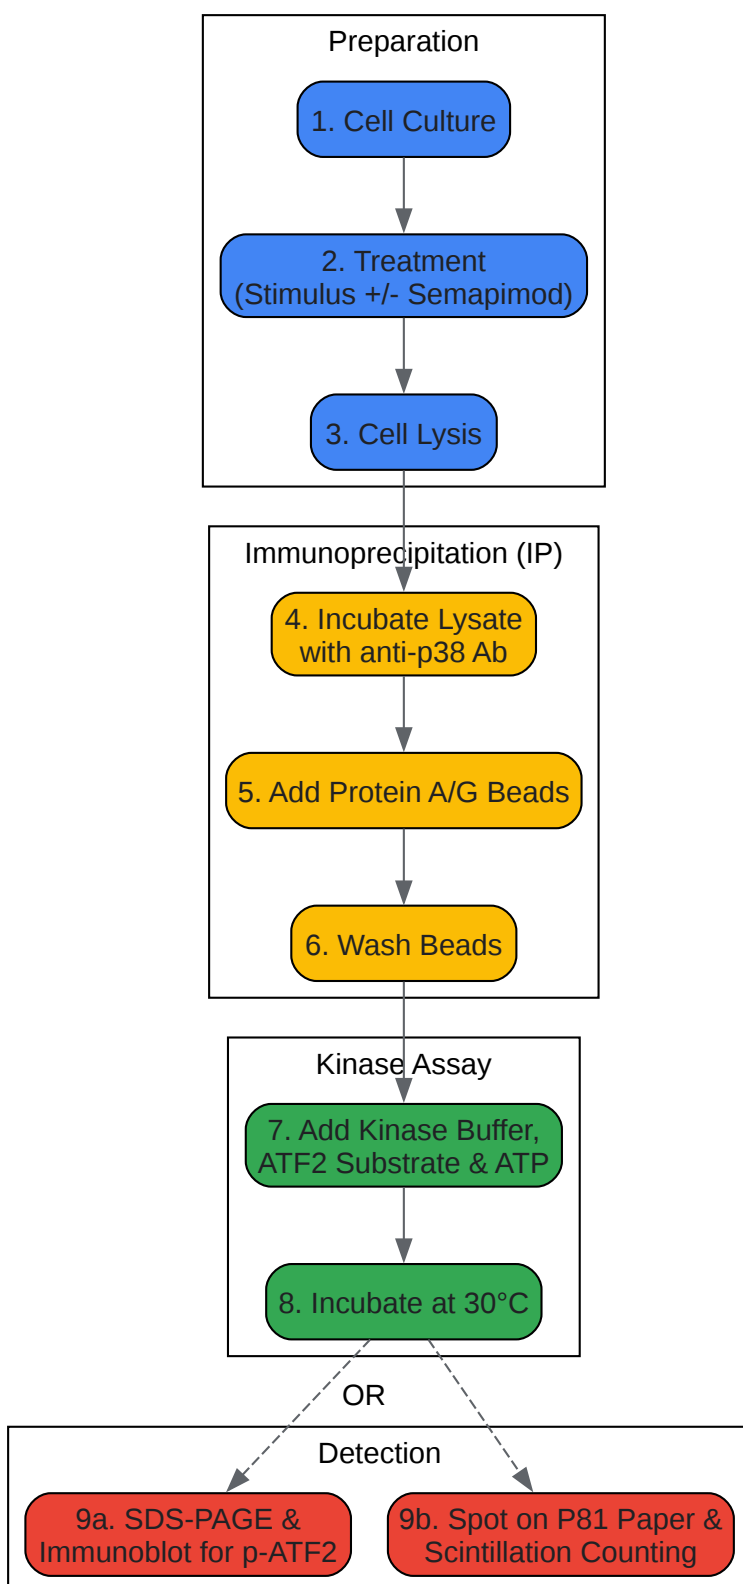 Preparation
1. Cell Culture
2. Treatment
(Stimulus +/- Semapimod)
3. Cell Lysis
Immunoprecipitation (IP)
4. Incubate Lysate
with anti-p38 Ab
5. Add Protein A/G Beads
6. Wash Beads
Kinase Assay
7. Add Kinase Buffer,
ATF2 Substrate & ATP
8. Incubate at 30°C
OR
Detection
9a. SDS-PAGE &
Immunoblot for p-ATF2
9b. Spot on P81 Paper &
Scintillation Counting